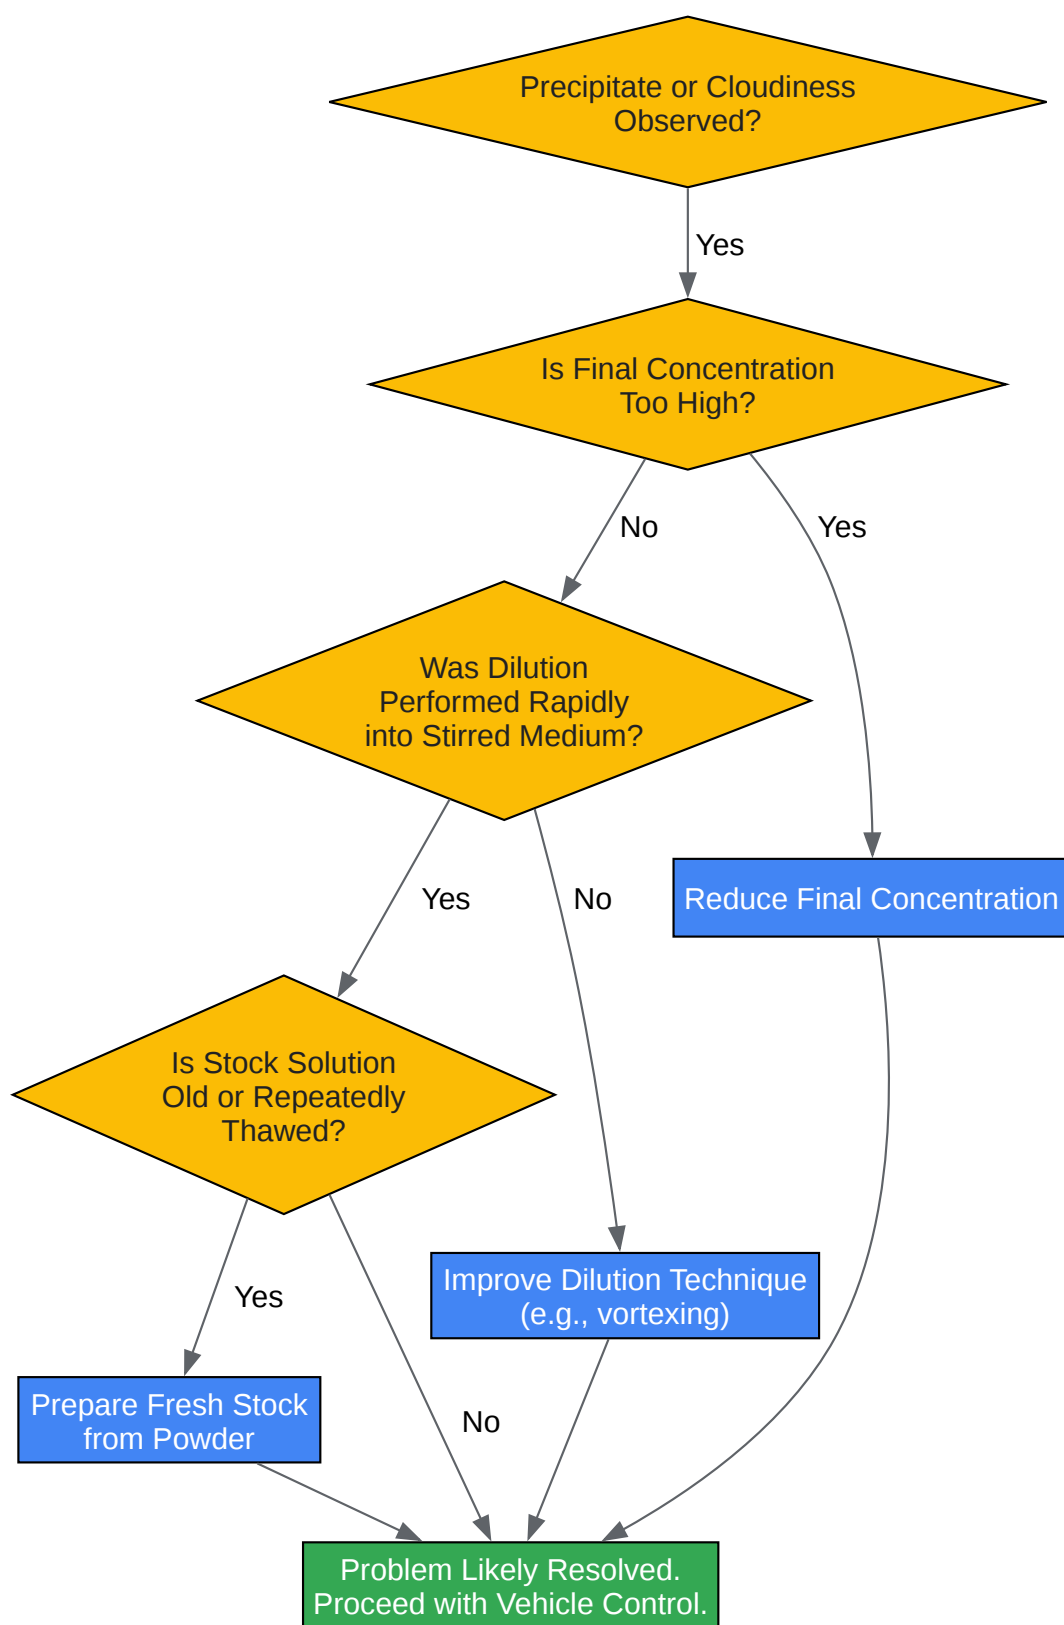 Precipitate or Cloudiness
Observed?
Yes
Is Final Concentration
Too High?
No
Yes
Was Dilution
Performed Rapidly
into Stirred Medium?
Yes
No
Reduce Final Concentration
Is Stock Solution
Old or Repeatedly
Thawed?
Yes
Improve Dilution Technique
(e.g., vortexing)
Prepare Fresh Stock
from Powder
No
Problem Likely Resolved.
Proceed with Vehicle Control.